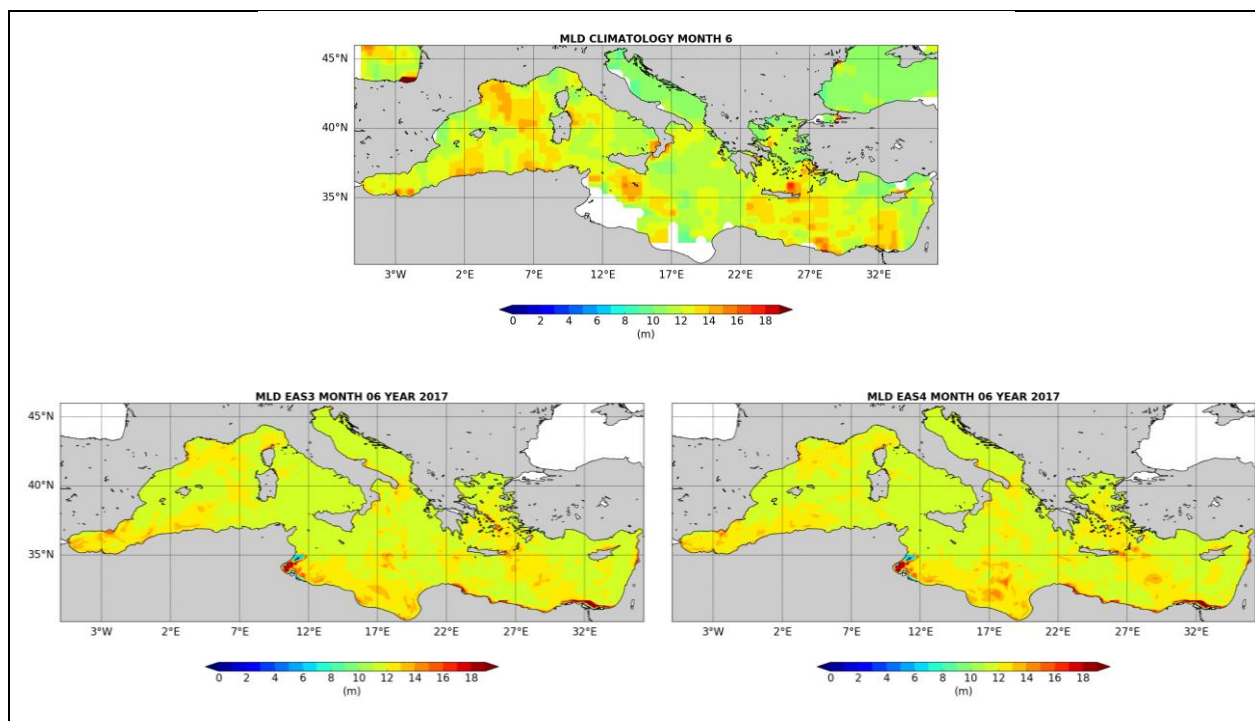 MLD CLIMATOLOGY MONTH 6
45°N
40°N
35°N
3°W 2°E 7°E 12°E 17°E 22°E 27°E 32°E
0 2 4 6 8 10 12 14 16 18
(m)
MLD EAS3 MONTH 06 YEAR 2017 MLD EAS4 MONTH 06 YEAR 2017
45°N 45°N
40°N 40°N
35°N 35°N
3°W 2°E 7°E 12°E 17°E 22°E 27°E 32°E 3°W 2°E 7°E 12°E 17°E 22°E 27°E 32°E
0 2 4 6 8 10 12 14 16 18 0 2 4 6 8 10 12 14 16 18
(m) (m)